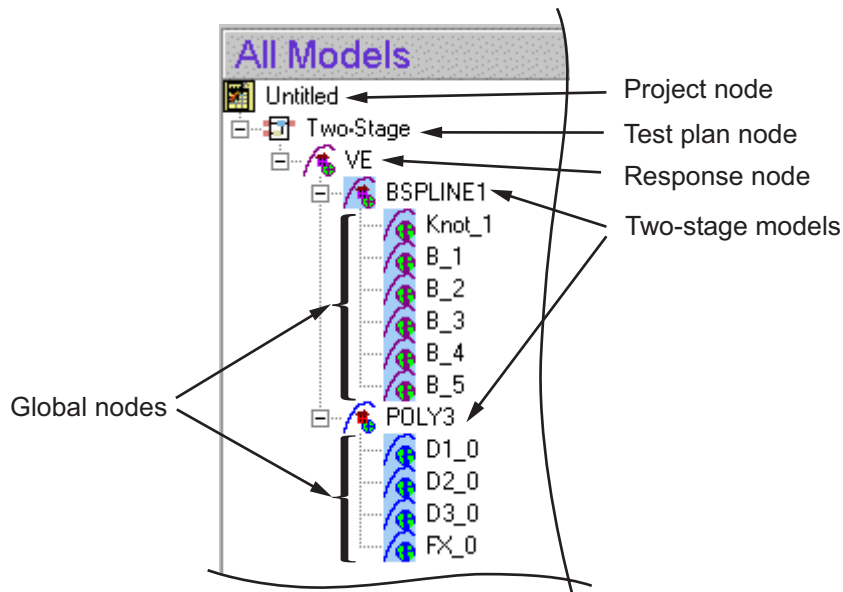 All Models
Untitled
Project node
Two-Stage
Test plan node
VE
Response node
BSPLINE1
Two-stage models
Knot_1
B_1
B_2
B_3
B_4
B_5
Global nodes
POLY3
D1_0
D2_0
D3_0
FX_0